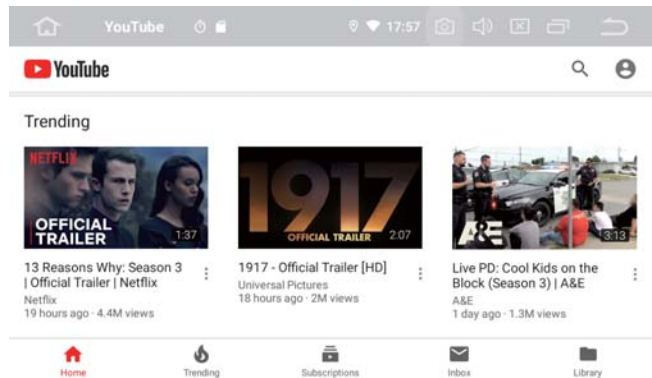 YouTube 17:57
YouTube
Trending
NETFLIX
OFFICIAL
TRAILER
1:37
1917
OFFICIAL TRAILER 2:07
A&E
3:13
13 Reasons Why: Season 3
| Official Trailer | Netflix
Netflix
19 hours ago · 4.4M views
1917 - Official Trailer [HD]
Universal Pictures
18 hours ago · 2M views
Live PD: Cool Kids on the
Block (Season 3) | A&E
A&E
1 day ago · 1.3M views
Home Trending Subscriptions Inbox Library